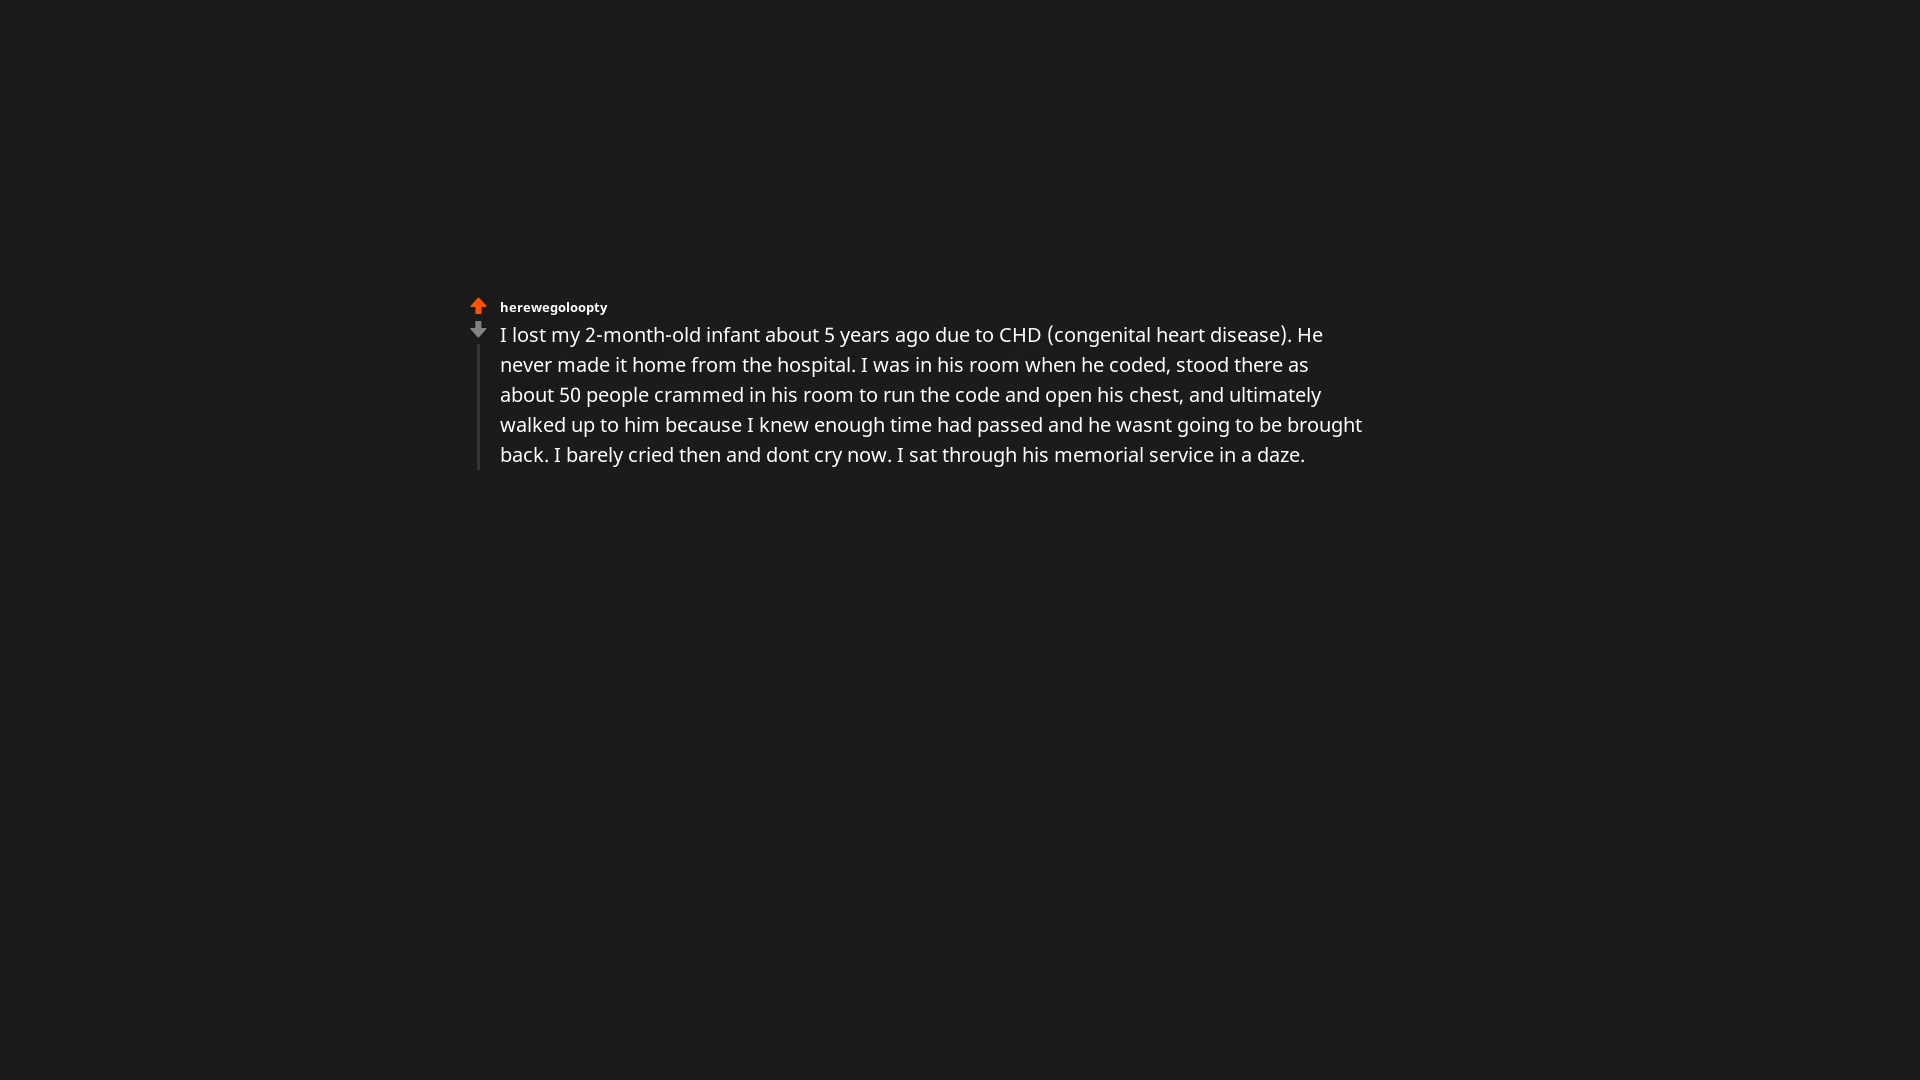 herewegoloopty
I lost my 2-month-old infant about 5 years ago due to CHD (congenital heart disease). He
never made it home from the hospital. I was in his room when he coded, stood there as
about 50 people crammed in his room to run the code and open his chest, and ultimately
walked up to him because I knew enough time had passed and he wasnt going to be brought
back. I barely cried then and dont cry now. I sat through his memorial service in a daze.